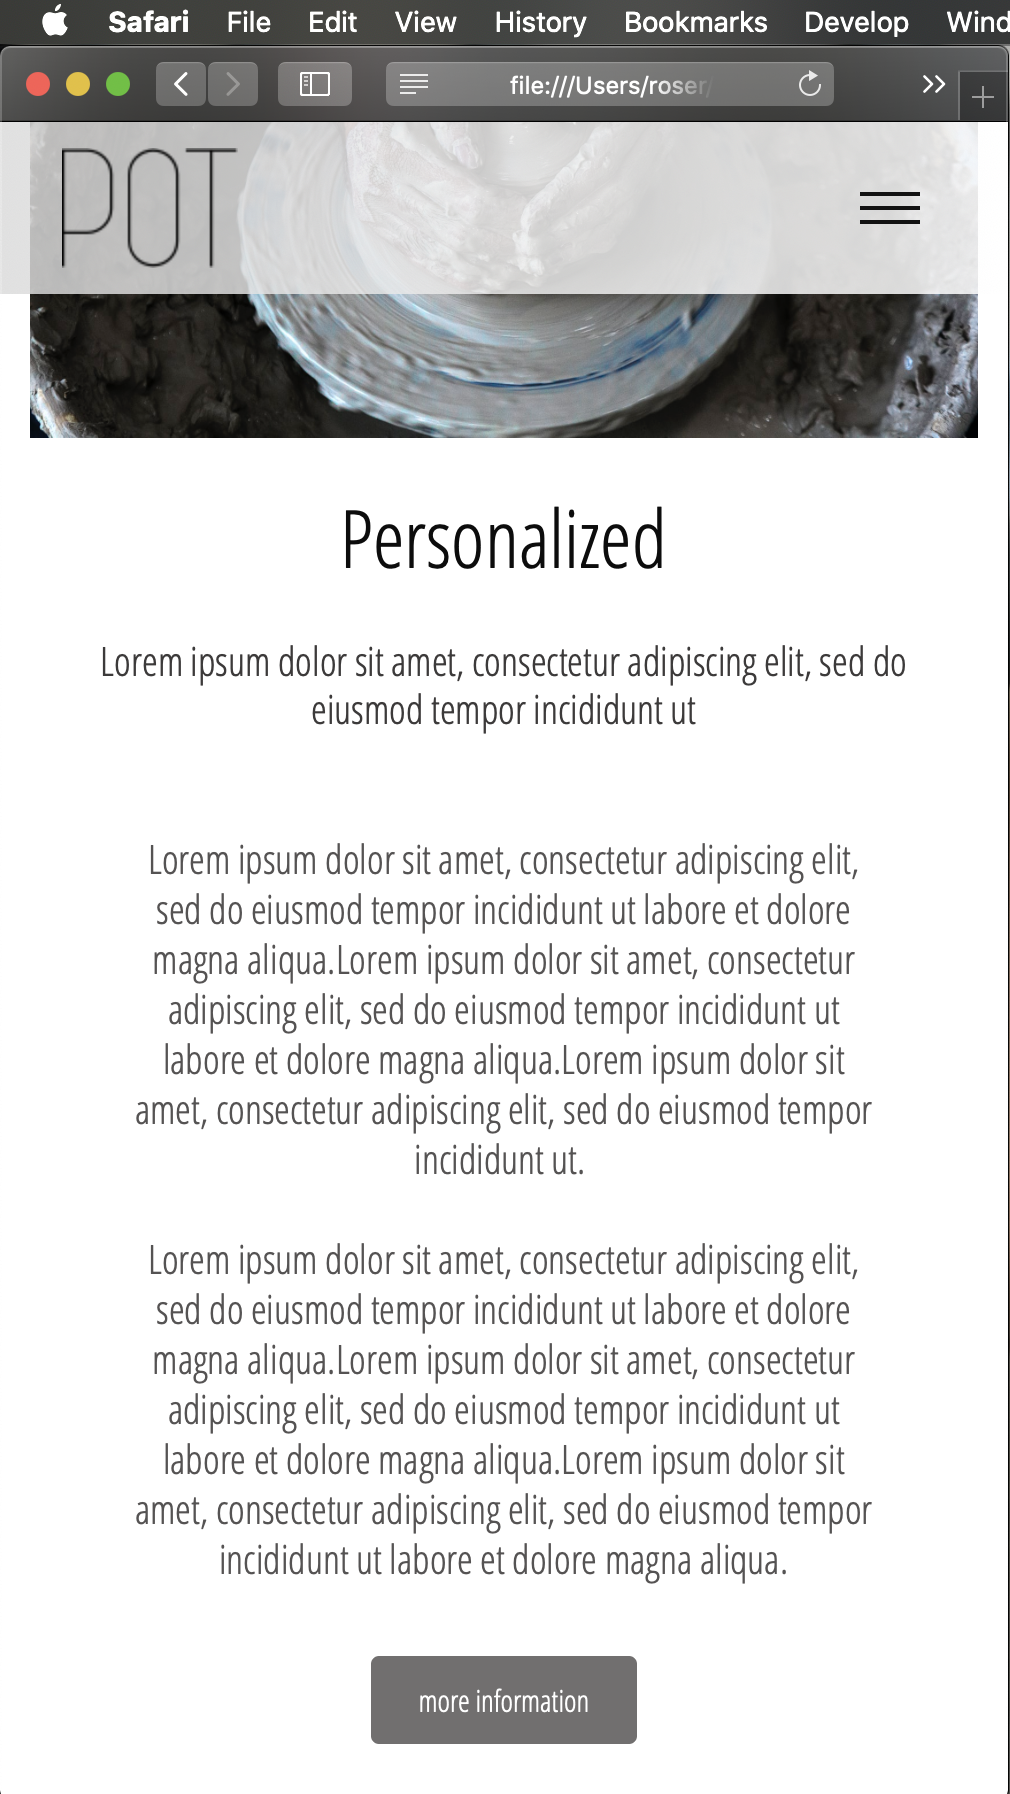 Safari File Edit View History Bookmarks Develop Wind
file:///Users/roser/
POT
Personalized
Lorem ipsum dolor sit amet, consectetur adipiscing elit, sed do
eiusmod tempor incididunt ut
Lorem ipsum dolor sit amet, consectetur adipiscing elit,
sed do eiusmod tempor incididunt ut labore et dolore
magna aliqua.Lorem ipsum dolor sit amet, consectetur
adipiscing elit, sed do eiusmod tempor incididunt ut
labore et dolore magna aliqua.Lorem ipsum dolor sit
amet, consectetur adipiscing elit, sed do eiusmod tempor
incididunt ut.
Lorem ipsum dolor sit amet, consectetur adipiscing elit,
sed do eiusmod tempor incididunt ut labore et dolore
magna aliqua.Lorem ipsum dolor sit amet, consectetur
adipiscing elit, sed do eiusmod tempor incididunt ut
labore et dolore magna aliqua.Lorem ipsum dolor sit
amet, consectetur adipiscing elit, sed do eiusmod tempor
incididunt ut labore et dolore magna aliqua.
more information